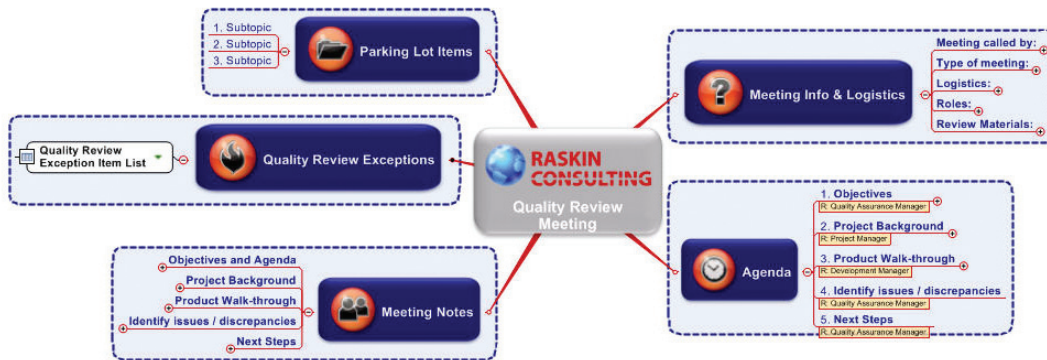 RASKIN
CONSULTING
Quality Review
Meeting
Parking Lot Items
1. Subtopic
2. Subtopic
3. Subtopic
Quality Review Exceptions
Quality Review
Exception Item List
Meeting Notes
Objectives and Agenda
Project Background
Product Walk-through
Identify issues / discrepancies
Next Steps
? Meeting Info & Logistics
Meeting called by:
Type of meeting:
Logistics:
Roles:
Review Materials:
Agenda
1. Objectives
R: Quality Assurance Manager
2. Project Background
R: Project Manager
3. Product Walk-through
R: Development Manager
4. Identify issues / discrepancies
R: Quality Assurance Manager
5. Next Steps
R: Quality Assurance Manager